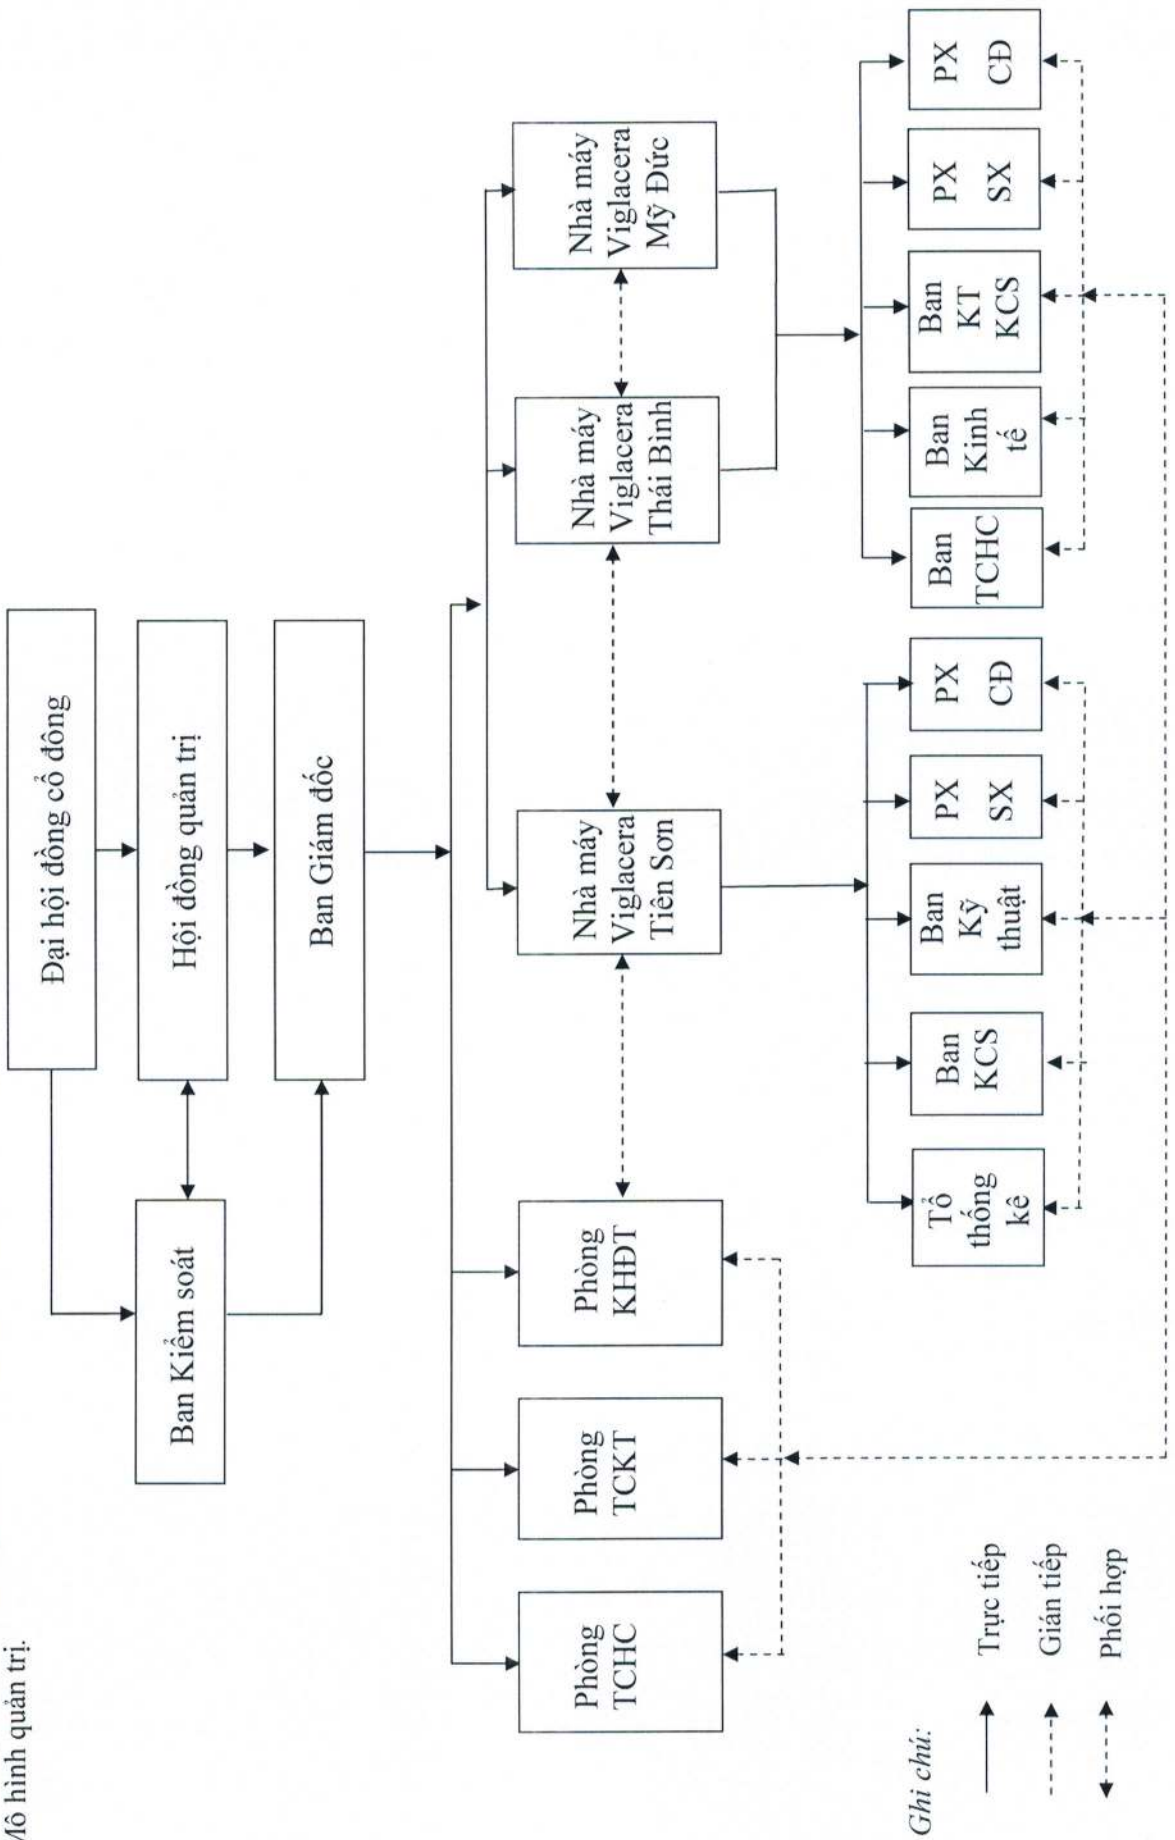 Mô hình quản trị.
Đại hội đồng cổ đông
Ban Kiểm soát
Hội đồng quản trị
Ban Giám đốc
Phòng
TCHC
Phòng
TCKT
Phòng
KHĐT
Nhà máy
Viglacera
Tiên Sơn
Nhà máy
Viglacera
Thái Bình
Nhà máy
Viglacera
Mỹ Đức
Tổ
thống
kê
Ban
KCS
Ban
Kỹ
thuật
PX
SX
PX
CĐ
Ban
TCHC
Ban
Kinh
tế
Ban
KT
KCS
PX
SX
PX
CĐ
Ghi chú:
Trực tiếp
Gián tiếp
Phối hợp